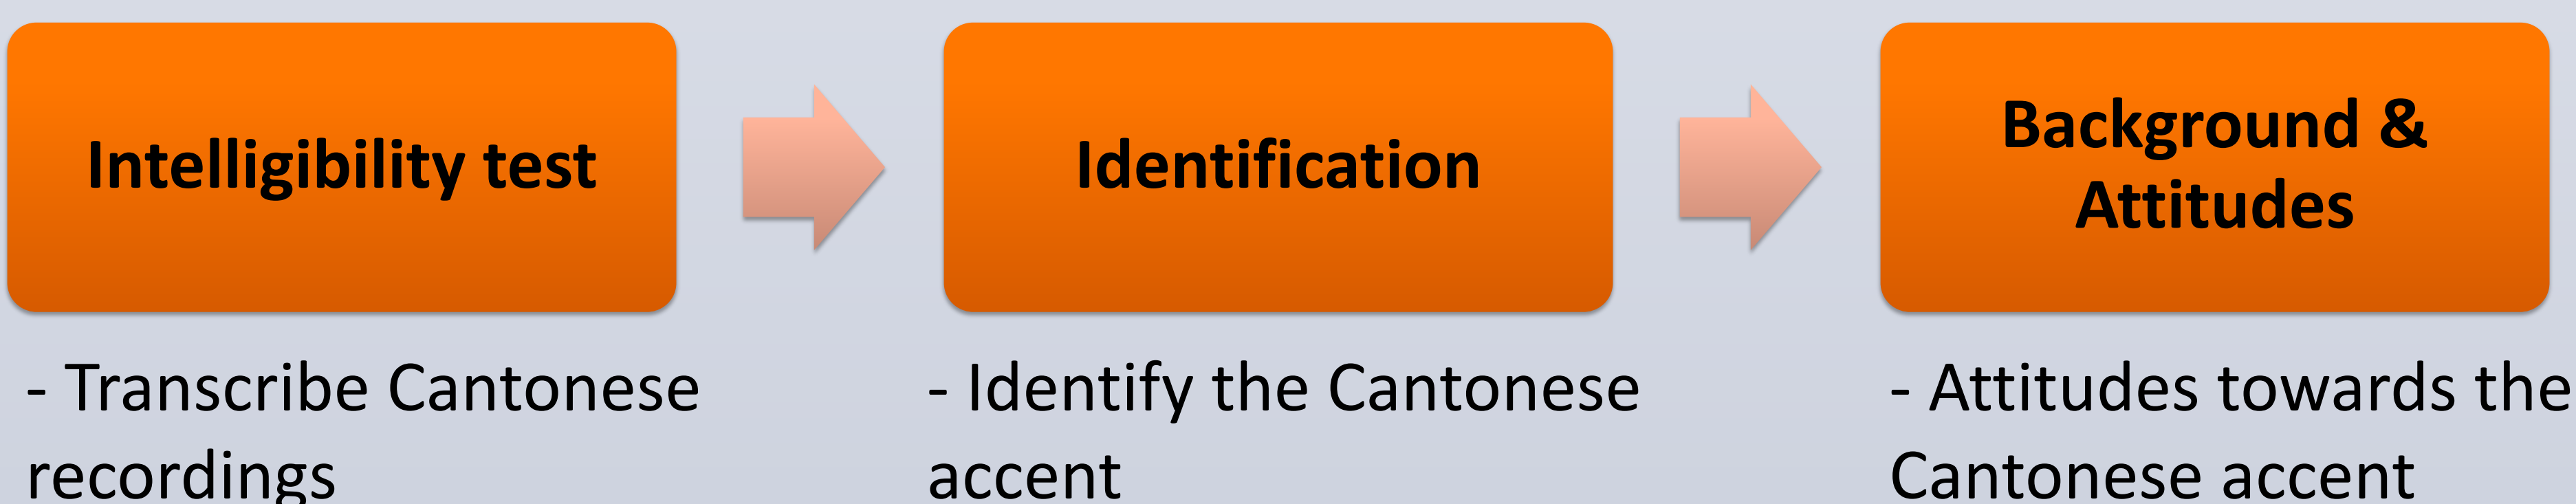 Intelligibility test
Identification
Background &
Attitudes
- Transcribe Cantonese
recordings
- Identify the Cantonese
accent
- Attitudes towards the
Cantonese accent